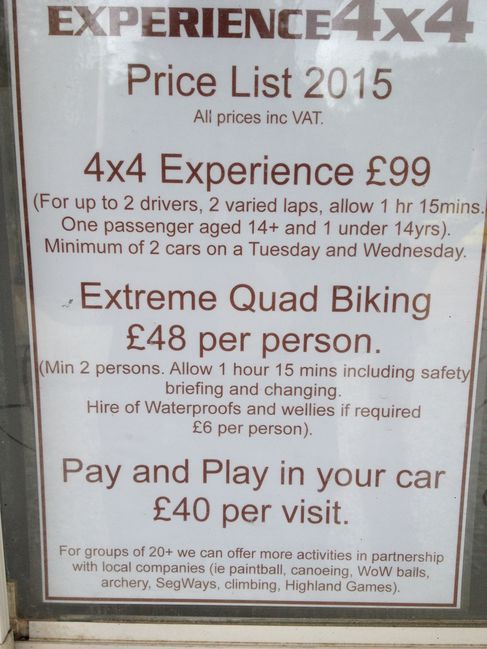 EXPERIENCE4x4
Price List 2015
All prices inc VAT.
4x4 Experience £99
(For up to 2 drivers, 2 varied laps, allow 1 hr 15mins.
One passenger aged 14+ and 1 under 14yrs).
Minimum of 2 cars on a Tuesday and Wednesday.
Extreme Quad Biking
£48 per person.
(Min 2 persons. Allow 1 hour 15 mins including safety
briefing and changing.
Hire of Waterproofs and wellies if required
£6 per person).
Pay and Play in your car
£40 per visit.
For groups of 20+ we can offer more activities in partnership
with local companies (ie paintball, canoeing, WoW balls,
archery, SegWays, climbing, Highland Games).